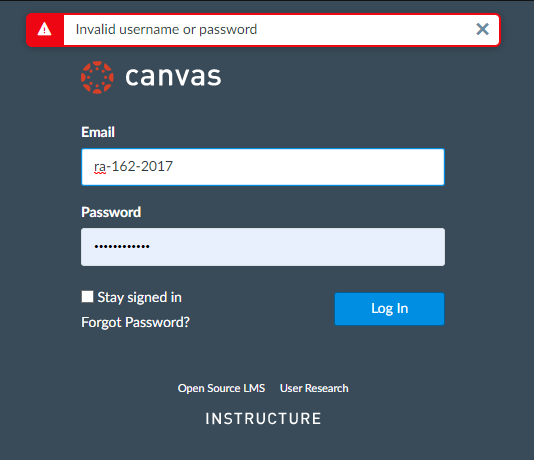 Invalid username or password
canvas
Email
ra-162-2017
Password
••••••••••••
Stay signed in
Forgot Password?
Log In
Open Source LMS User Research
INSTRUCTURE